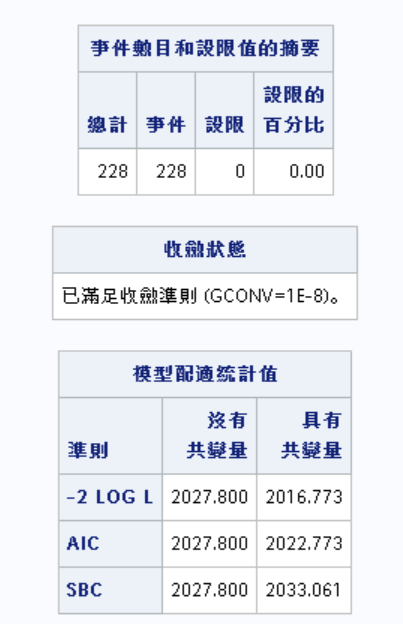 事件數目和設限值的摘要
設限的
總計 事件 設限 百分比
228 228 0 0.00
收斂狀態
已滿足收斂準則 (GCONV=1E-8)。
模型配適統計值
沒有 具有
準則 共變量 共變量
-2 LOG L 2027.800 2016.773
AIC 2027.800 2022.773
SBC 2027.800 2033.061